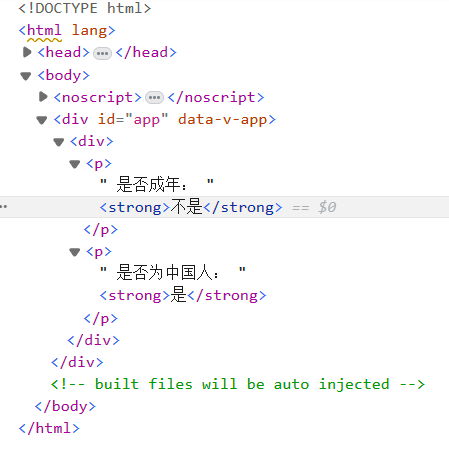 <!DOCTYPE html>
<html lang>
<head> ••• </head>
<body>
<noscript> ••• </noscript>
<div id="app" data-v-app>
<div>
<p>
" 是否成年： "
<strong>不是</strong> == $0
</p>
<p>
" 是否为中国人： "
<strong>是</strong>
</p>
</div>
</div>
<!-- built files will be auto injected -->
</body>
</html>